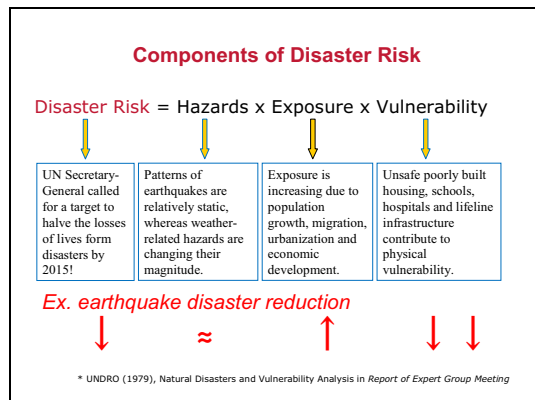 Components of Disaster Risk
Disaster Risk = Hazards x Exposure x Vulnerability
UN Secretary-
General called
for a target to
halve the losses
of lives form
disasters by
2015!
Patterns of
earthquakes are
relatively static,
whereas weather-
related hazards are
changing their
magnitude.
Exposure is
increasing due to
population
growth, migration,
urbanization and
economic
development.
Unsafe poorly built
housing, schools,
hospitals and lifeline
infrastructure
contribute to
physical
vulnerability.
Ex. earthquake disaster reduction
↓ ≈ ↑ ↓ ↓
* UNDRO (1979), Natural Disasters and Vulnerability Analysis in Report of Expert Group Meeting